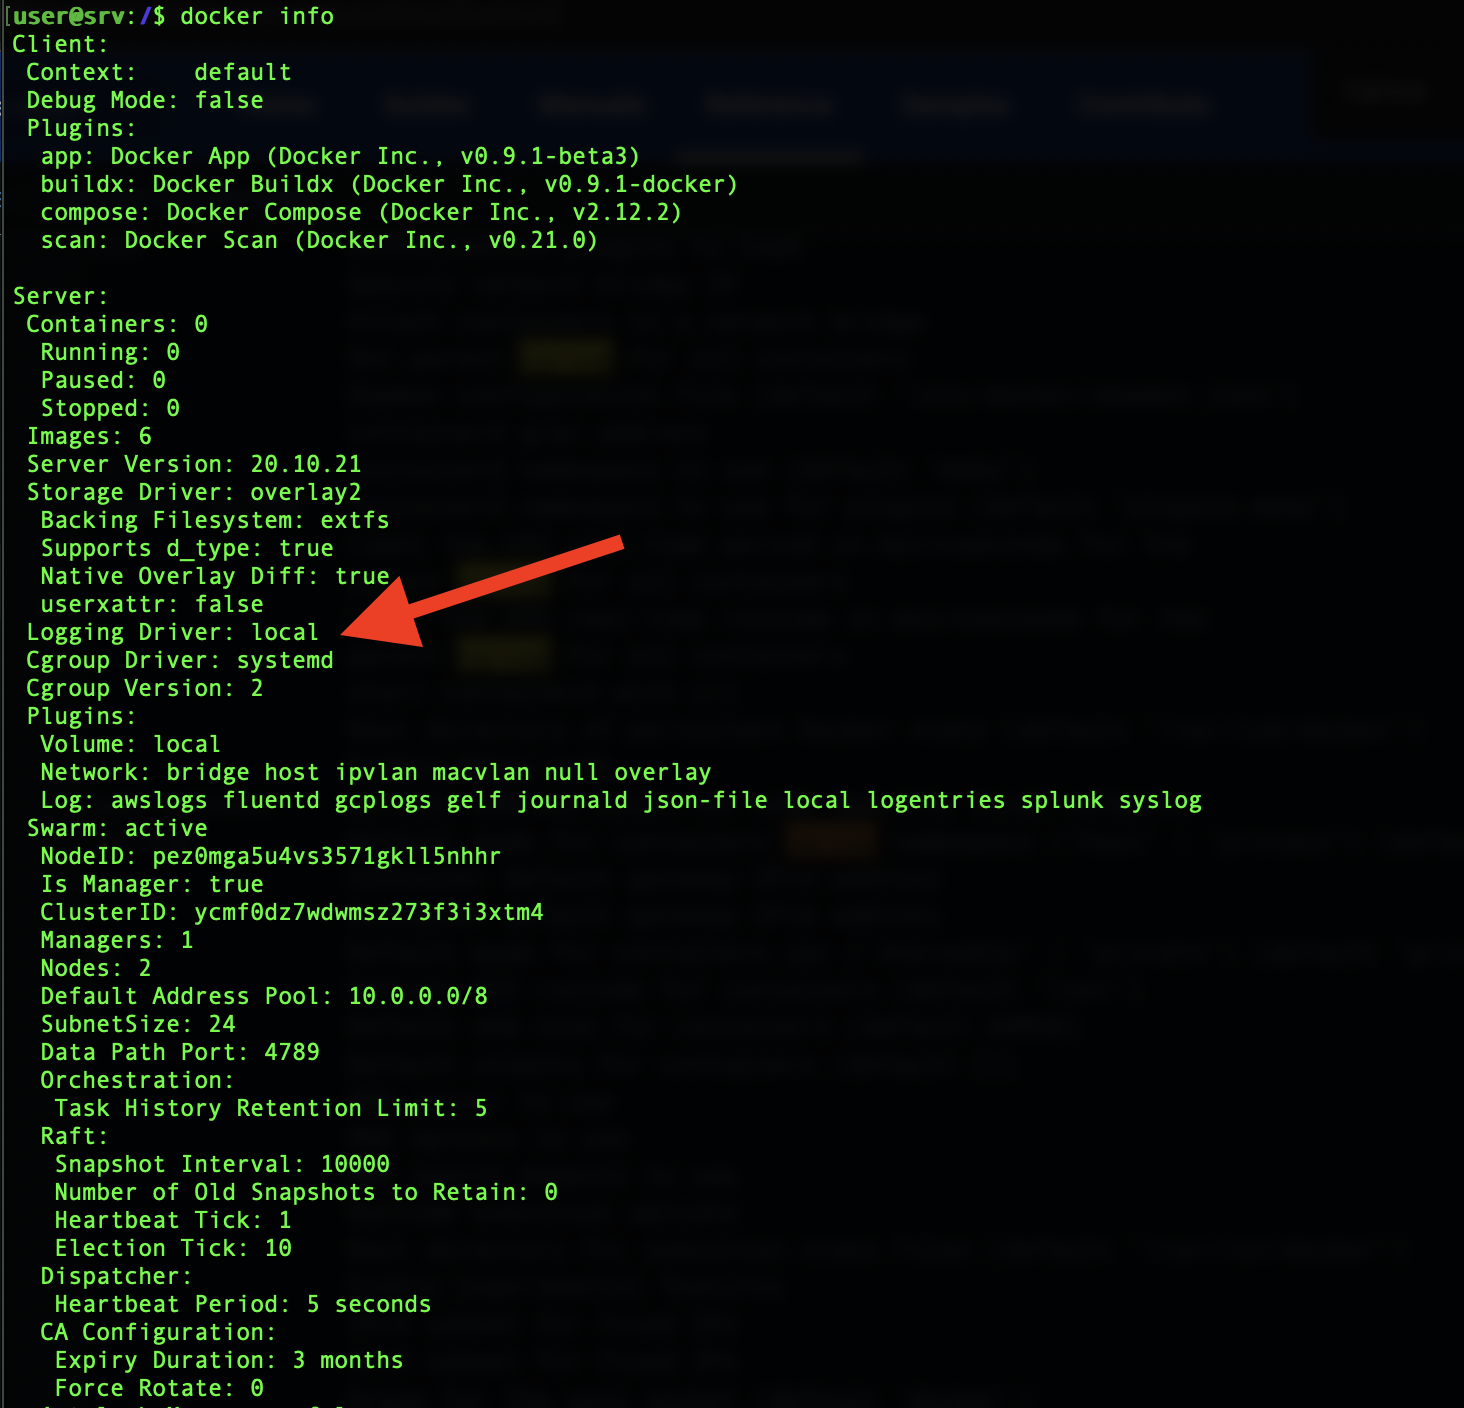 [user@srv:/$ docker info
Client:
 Context:    default
 Debug Mode: false
 Plugins:
  app: Docker App (Docker Inc., v0.9.1-beta3)
  buildx: Docker Buildx (Docker Inc., v0.9.1-docker)
  compose: Docker Compose (Docker Inc., v2.12.2)
  scan: Docker Scan (Docker Inc., v0.21.0)

Server:
 Containers: 0
  Running: 0
  Paused: 0
  Stopped: 0
 Images: 6
 Server Version: 20.10.21
 Storage Driver: overlay2
  Backing Filesystem: extfs
  Supports d_type: true
  Native Overlay Diff: true
  userxattr: false
 Logging Driver: local
 Cgroup Driver: systemd
 Cgroup Version: 2
 Plugins:
  Volume: local
  Network: bridge host ipvlan macvlan null overlay
  Log: awslogs fluentd gcplogs gelf journald json-file local logentries splunk syslog
 Swarm: active
  NodeID: pez0mga5u4vs3571gkll5nhhr
  Is Manager: true
  ClusterID: ycmf0dz7wdwmsz273f3i3xtm4
  Managers: 1
  Nodes: 2
  Default Address Pool: 10.0.0.0/8
  SubnetSize: 24
  Data Path Port: 4789
  Orchestration:
   Task History Retention Limit: 5
  Raft:
   Snapshot Interval: 10000
   Number of Old Snapshots to Retain: 0
   Heartbeat Tick: 1
   Election Tick: 10
  Dispatcher:
   Heartbeat Period: 5 seconds
  CA Configuration:
   Expiry Duration: 3 months
   Force Rotate: 0